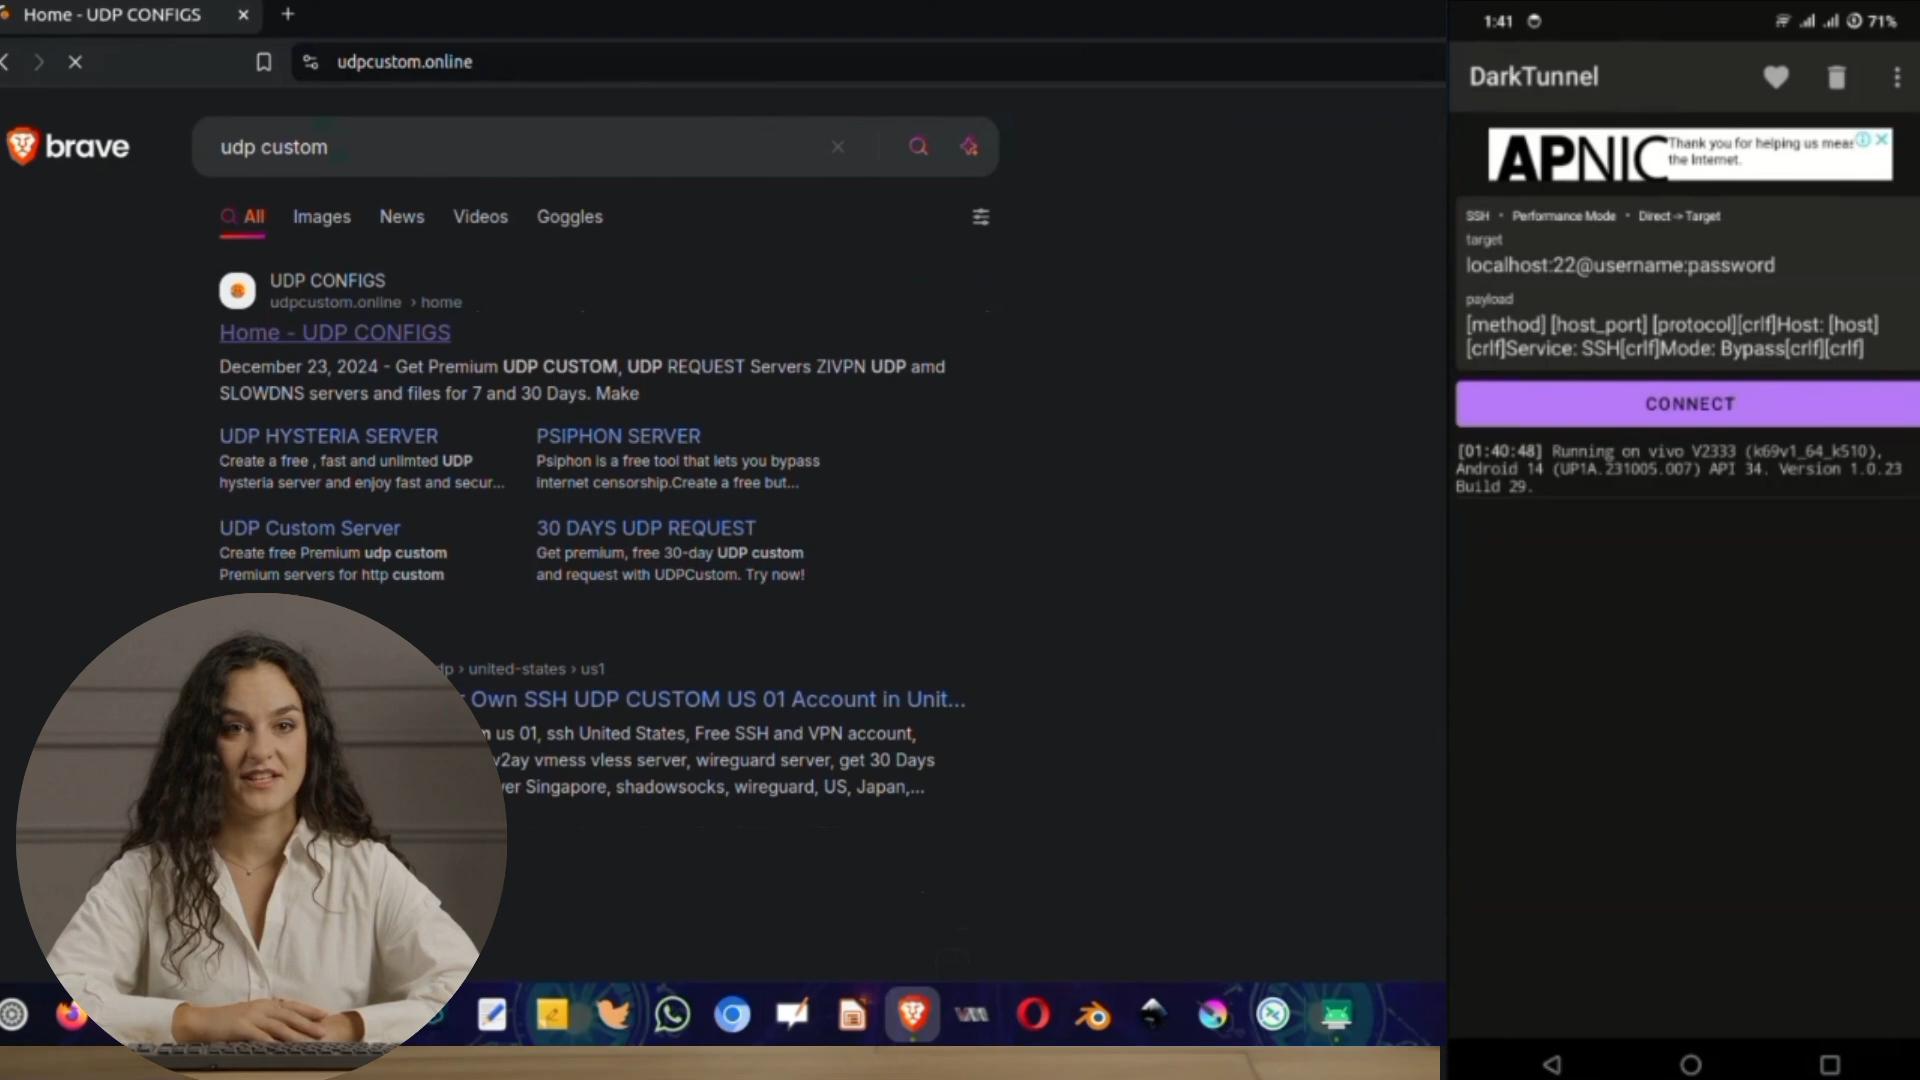 Home - UDP CONFIGS
udpcustom.online
brave
udp custom
All Images News Videos Goggles
UDP CONFIGS
udpcustom.online › home
Home - UDP CONFIGS
December 23, 2024 - Get Premium UDP CUSTOM, UDP REQUEST Servers ZIVPN UDP amd
SLOWDNS servers and files for 7 and 30 Days. Make
UDP HYSTERIA SERVER
Create a free , fast and unlimted UDP
hysteria server and enjoy fast and secur...
PSIPHON SERVER
Psiphon is a free tool that lets you bypass
internet censorship.Create a free but...
UDP Custom Server
Create free Premium udp custom
Premium servers for http custom
30 DAYS UDP REQUEST
Get premium, free 30-day UDP custom
and request with UDPCustom. Try now!
› united-states › us1
Own SSH UDP CUSTOM US 01 Account in Unit...
us 01, ssh United States, Free SSH and VPN account,
v2ay vmess vless server, wireguard server, get 30 Days
Singapore, shadowsocks, wireguard, US, Japan,...
1:41 71%
DarkTunnel
APNIC
Thank you for helping us meas
the Internet.
SSH • Performance Mode • Direct -> Target
target
localhost:22@username:password
payload
[method] [host_port] [protocol][crlf]Host: [host]
[crlf]Service: SSH[crlf]Mode: Bypass[crlf][crlf]
CONNECT
[01:40:48] Running on vivo V2333 (k69v1_64_k510),
Android 14 (UP1A.231005.007) API 34. Version 1.0.23
Build 29.